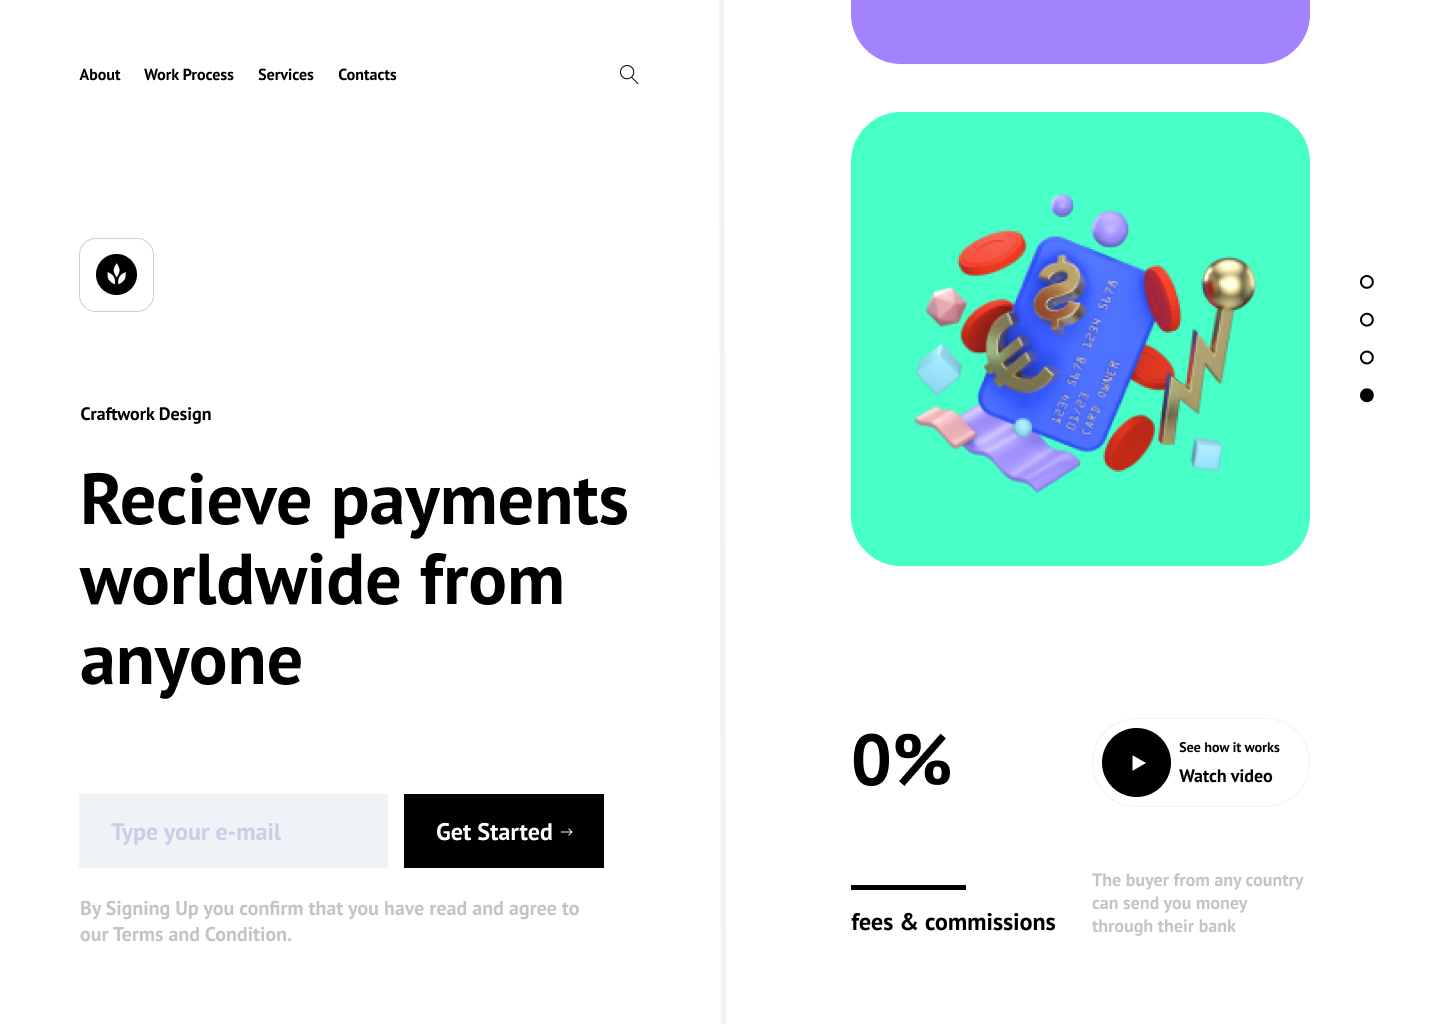 About Work Process Services Contacts
Craftwork Design
Recieve payments
worldwide from
anyone
Type your e-mail
Get Started →
By Signing Up you confirm that you have read and agree to
our Terms and Condition.
$
€
1234 5678 1234 5678
01/23
CARD OWNER
0%
fees & commissions
See how it works
Watch video
The buyer from any country
can send you money
through their bank